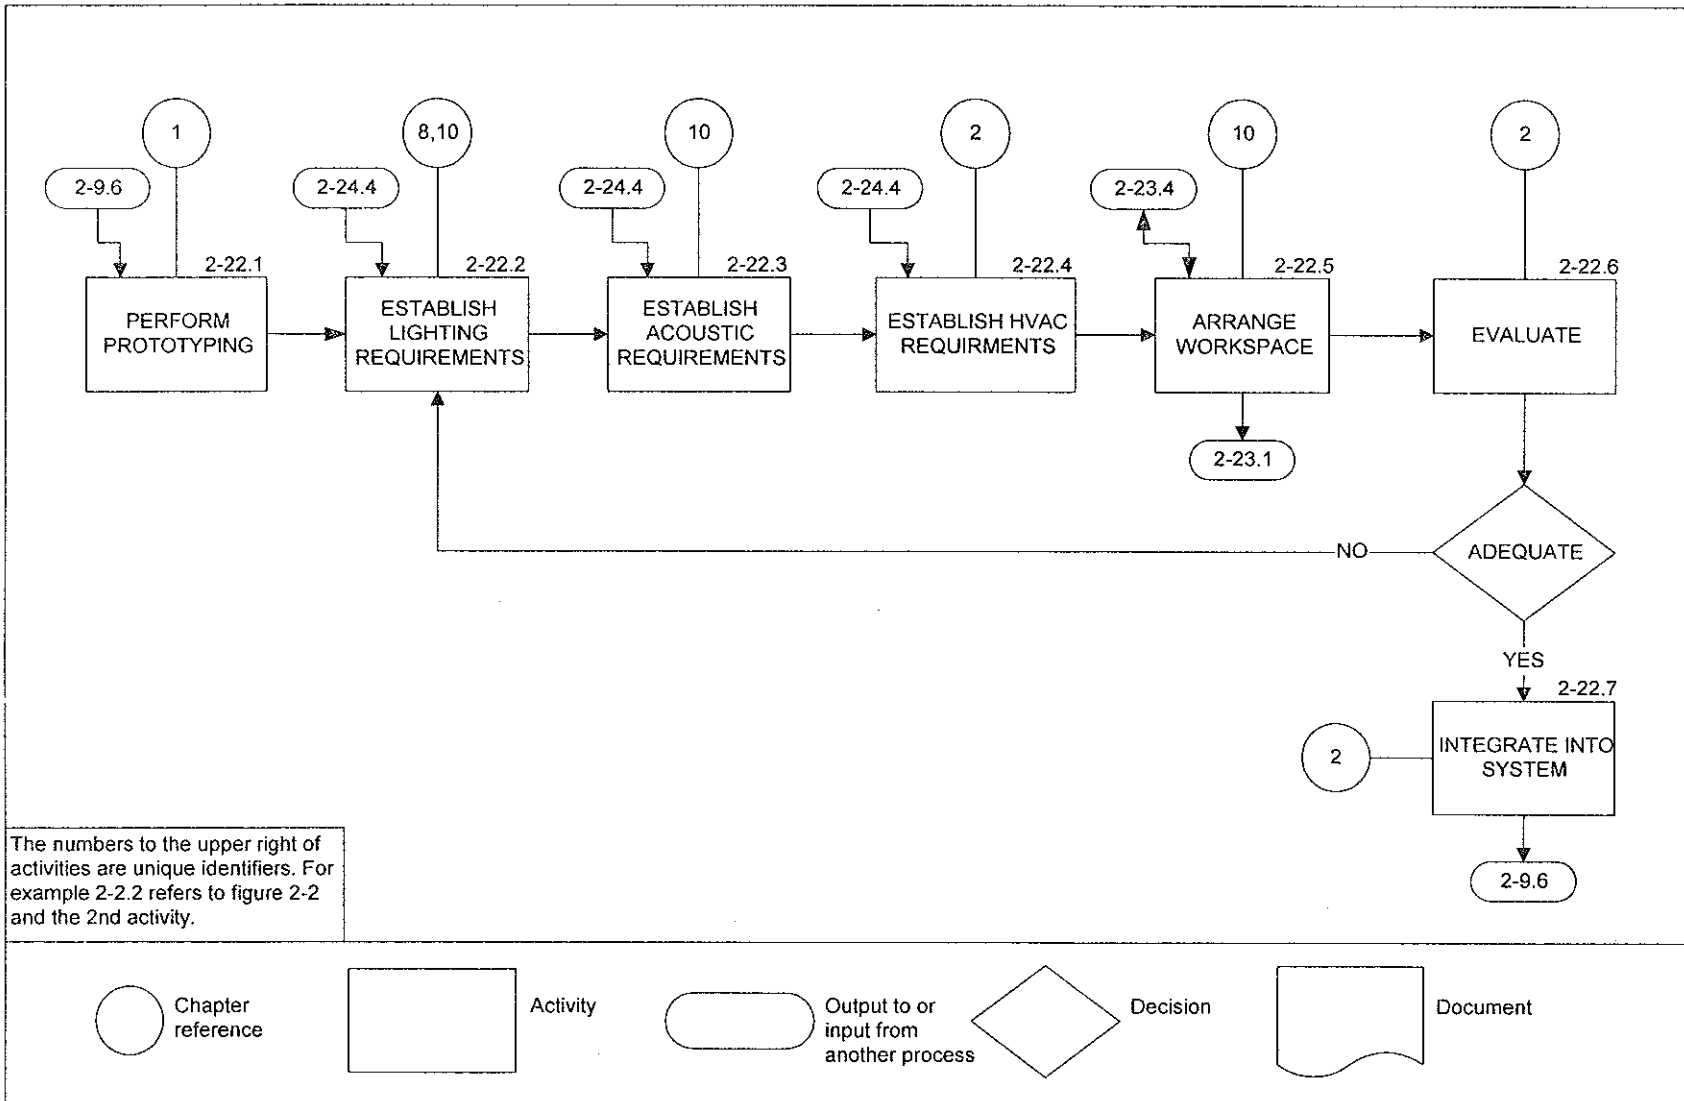 1
8,10
10
2
10
2
2-9.6
2-24.4
2-24.4
2-24.4
2-23.4
2-22.1
2-22.2
2-22.3
2-22.4
2-22.5
2-22.6
PERFORM
PROTOTYPING
ESTABLISH
LIGHTING
REQUIREMENTS
ESTABLISH
ACOUSTIC
REQUIREMENTS
ESTABLISH HVAC
REQUIRMENTS
ARRANGE
WORKSPACE
EVALUATE
2-23.1
NO
ADEQUATE
YES
2-22.7
2
INTEGRATE INTO
SYSTEM
2-9.6
The numbers to the upper right of
activities are unique identifiers. For
example 2-2.2 refers to figure 2-2
and the 2nd activity.
Chapter
reference
Activity
Output to or
input from
another process
Decision
Document